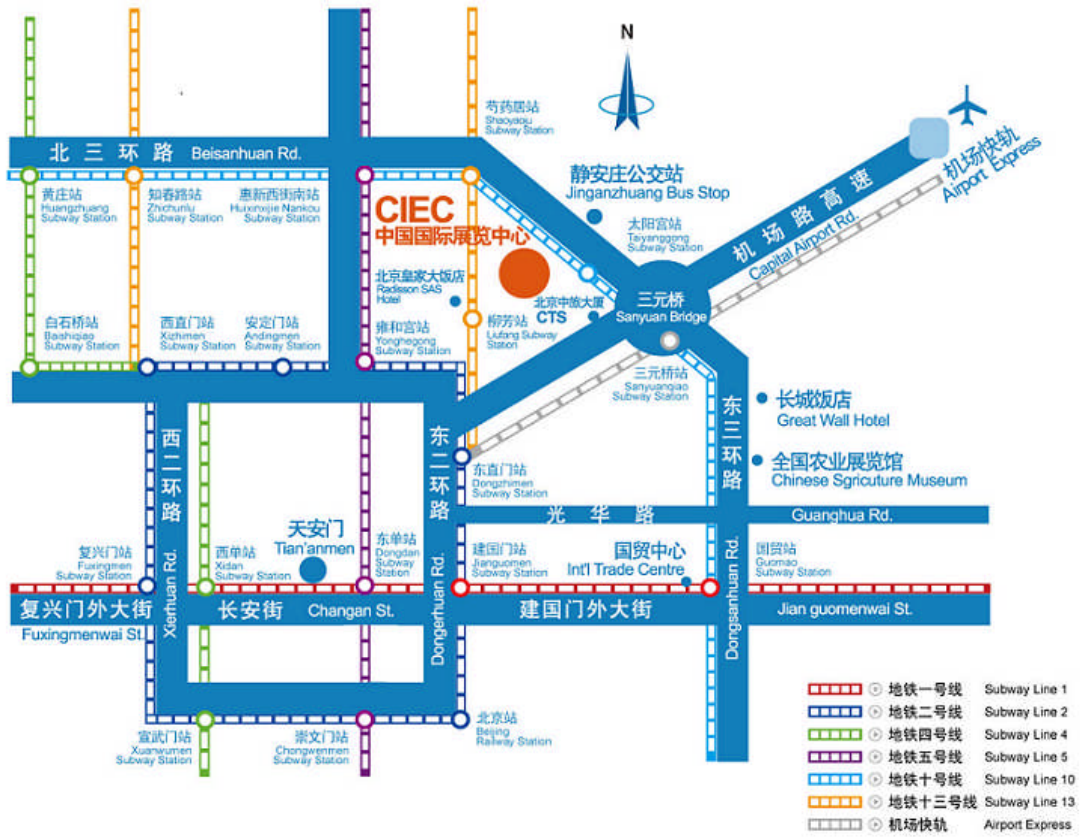 N
芍药居站
Shaoyaoju
Subway Station
北三环路 Beisanhuan Rd.
机场快轨
Airport Express
静安庄公交站
Jinganzhuang Bus Stop
黄庄站
Huangzhuang
Subway Station
知春路站
Zhichunlu
Subway Station
惠新西街南站
Huixinxijie Nankou
Subway Station
CIEC
中国国际展览中心
太阳宫站
Taiyanggong
Subway Station
机场路高速
Capital Airport Rd.
北京皇家大饭店
Radisson SAS
Hotel
北京中旅大厦
CTS
三元桥
Sanyuan Bridge
白石桥站
Baishiqiao
Subway Station
西直门站
Xizhimen
Subway Station
安定门站
Andingmen
Subway Station
雍和宫站
Yonghegong
Subway Station
柳芳站
Liufang Subway
Station
三元桥站
Sanyuanqiao
Subway Station
长城饭店
Great Wall Hotel
全国农业展览馆
Chinese Sgricuture Museum
西二环路
Xierhuan Rd.
东二环路
Dongerhuan Rd.
东三环路
Dongsanhuan Rd.
东直门站
Dongzhimen
Subway Station
光华路 Guanghua Rd.
复兴门站
Fuxingmen
Subway Station
西单站
Xidan
Subway Station
天安门
Tian'anmen
东单站
Dongdan
Subway
Station
建国门站
Jianguomen
Subway Station
国贸中心
Int'l Trade Centre
国贸站
Guomao
Subway Station
复兴门外大街
Fuxingmenwai St.
长安街 Changan St.
建国门外大街 Jian guomenwai St.
宣武门站
Xuanwumen
Subway Station
崇文门站
Chongwenmen
Subway Station
北京站
Beijing
Railway Station
地铁一号线 Subway Line 1
地铁二号线 Subway Line 2
地铁四号线 Subway Line 4
地铁五号线 Subway Line 5
地铁十号线 Subway Line 10
地铁十三号线 Subway Line 13
机场快轨 Airport Express